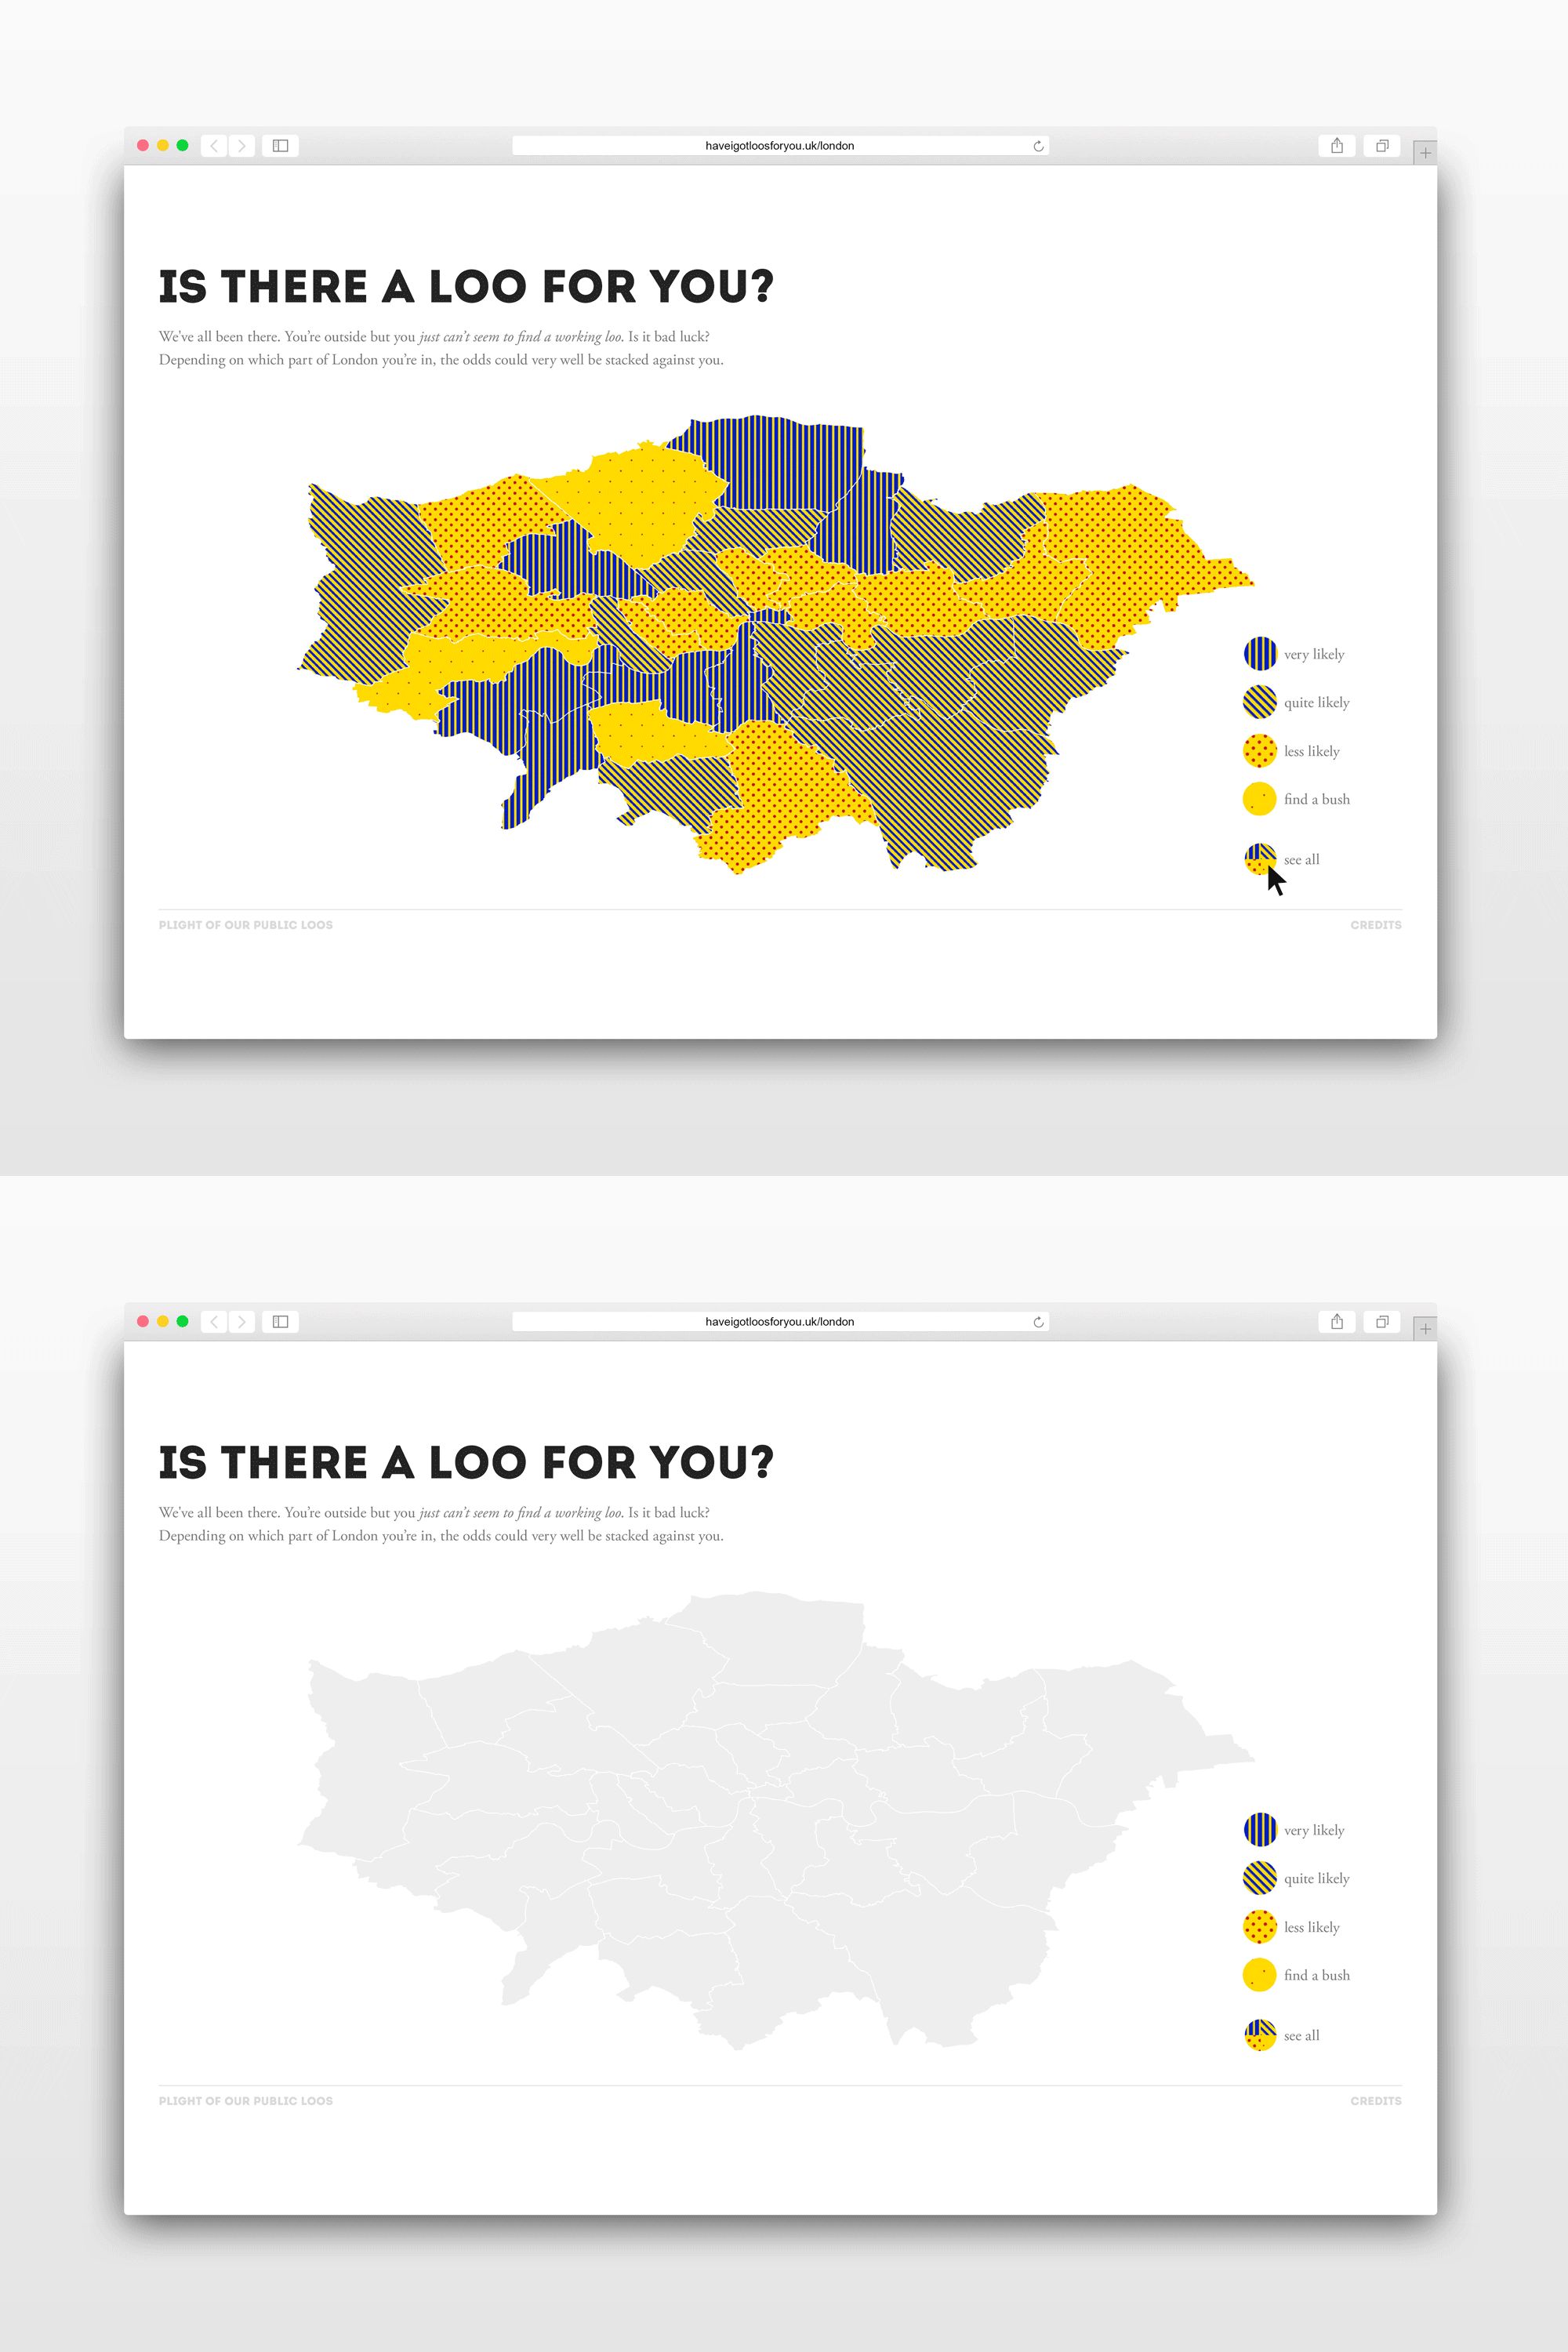 haveigotloosforyou.uk/london
IS THERE A LOO FOR YOU?
We've all been there. You're outside but you just can't seem to find a working loo. Is it bad luck?
Depending on which part of London you're in, the odds could very well be stacked against you.
very likely
quite likely
less likely
find a bush
see all
PLIGHT OF OUR PUBLIC LOOS
CREDITS
haveigotloosforyou.uk/london
IS THERE A LOO FOR YOU?
We've all been there. You're outside but you just can't seem to find a working loo. Is it bad luck?
Depending on which part of London you're in, the odds could very well be stacked against you.
very likely
quite likely
less likely
find a bush
see all
PLIGHT OF OUR PUBLIC LOOS
CREDITS